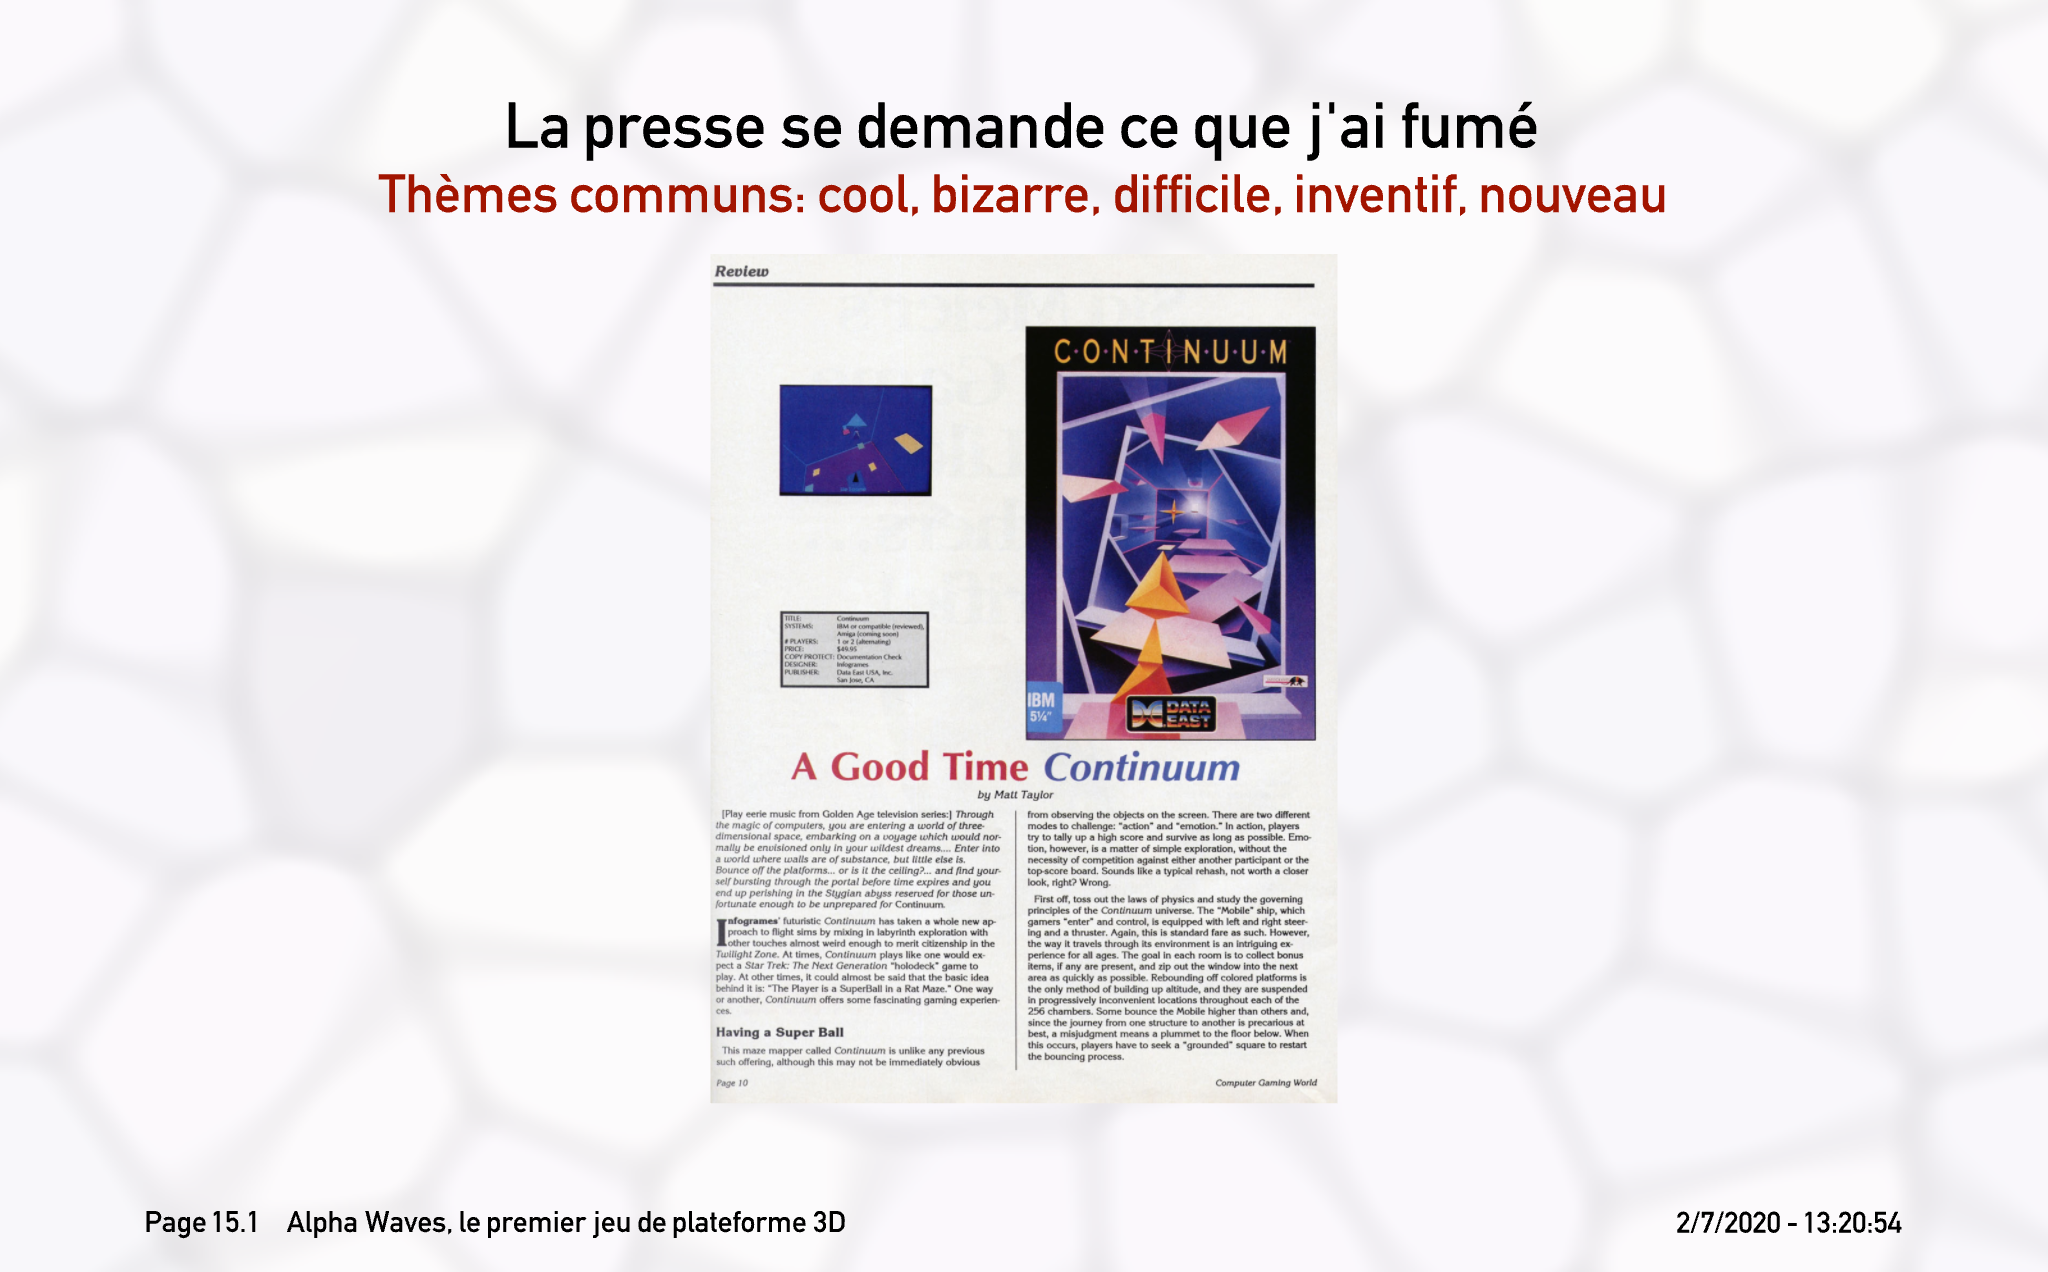 La presse se demande ce que j'ai fumé
Thèmes communs: cool, bizarre, difficile, inventif, nouveau
Review
C·O·N·T·I·N·U·U·M
IBM
5¼"
DATA
EAST
TITLE: Continuum
SYSTEMS: IBM or compatible (reviewed),
Amiga (coming soon)
# PLAYERS: 1 or 2 (alternating)
PRICE: $49.95
COPY PROTECT: Documentation Check
DESIGNER: Infogrames
PUBLISHER: Data East USA, Inc.
San Jose, CA
A Good Time Continuum
by Matt Taylor
[Play eerie music from Golden Age television series:] Through
the magic of computers, you are entering a world of three-
dimensional space, embarking on a voyage which would nor-
mally be envisioned only in your wildest dreams.... Enter into
a world where walls are of substance, but little else is.
Bounce off the platforms... or is it the ceiling?... and find your-
self bursting through the portal before time expires and you
end up perishing in the Stygian abyss reserved for those un-
fortunate enough to be unprepared for Continuum.
Infogrames' futuristic Continuum has taken a whole new ap-
proach to flight sims by mixing in labyrinth exploration with
other touches almost weird enough to merit citizenship in the
Twilight Zone. At times, Continuum plays like one would ex-
pect a Star Trek: The Next Generation "holodeck" game to
play. At other times, it could almost be said that the basic idea
behind it is: "The Player is a SuperBall in a Rat Maze." One way
or another, Continuum offers some fascinating gaming experien-
ces.
Having a Super Ball
This maze mapper called Continuum is unlike any previous
such offering, although this may not be immediately obvious
from observing the objects on the screen. There are two different
modes to challenge: "action" and "emotion." In action, players
try to tally up a high score and survive as long as possible. Emo-
tion, however, is a matter of simple exploration, without the
necessity of competition against either another participant or the
top-score board. Sounds like a typical rehash, not worth a closer
look, right? Wrong.
First off, toss out the laws of physics and study the governing
principles of the Continuum universe. The "Mobile" ship, which
gamers "enter" and control, is equipped with left and right steer-
ing and a thruster. Again, this is standard fare as such. However,
the way it travels through its environment is an intriguing ex-
perience for all ages. The goal in each room is to collect bonus
items, if any are present, and zip out the window into the next
area as quickly as possible. Rebounding off colored platforms is
the only method of building up altitude, and they are suspended
in progressively inconvenient locations throughout each of the
256 chambers. Some bounce the Mobile higher than others and,
since the journey from one structure to another is precarious at
best, a misjudgment means a plummet to the floor below. When
this occurs, players have to seek a "grounded" square to restart
the bouncing process.
Page 10
Computer Gaming World
Page 15.1 Alpha Waves, le premier jeu de plateforme 3D
2/7/2020 - 13:20:54